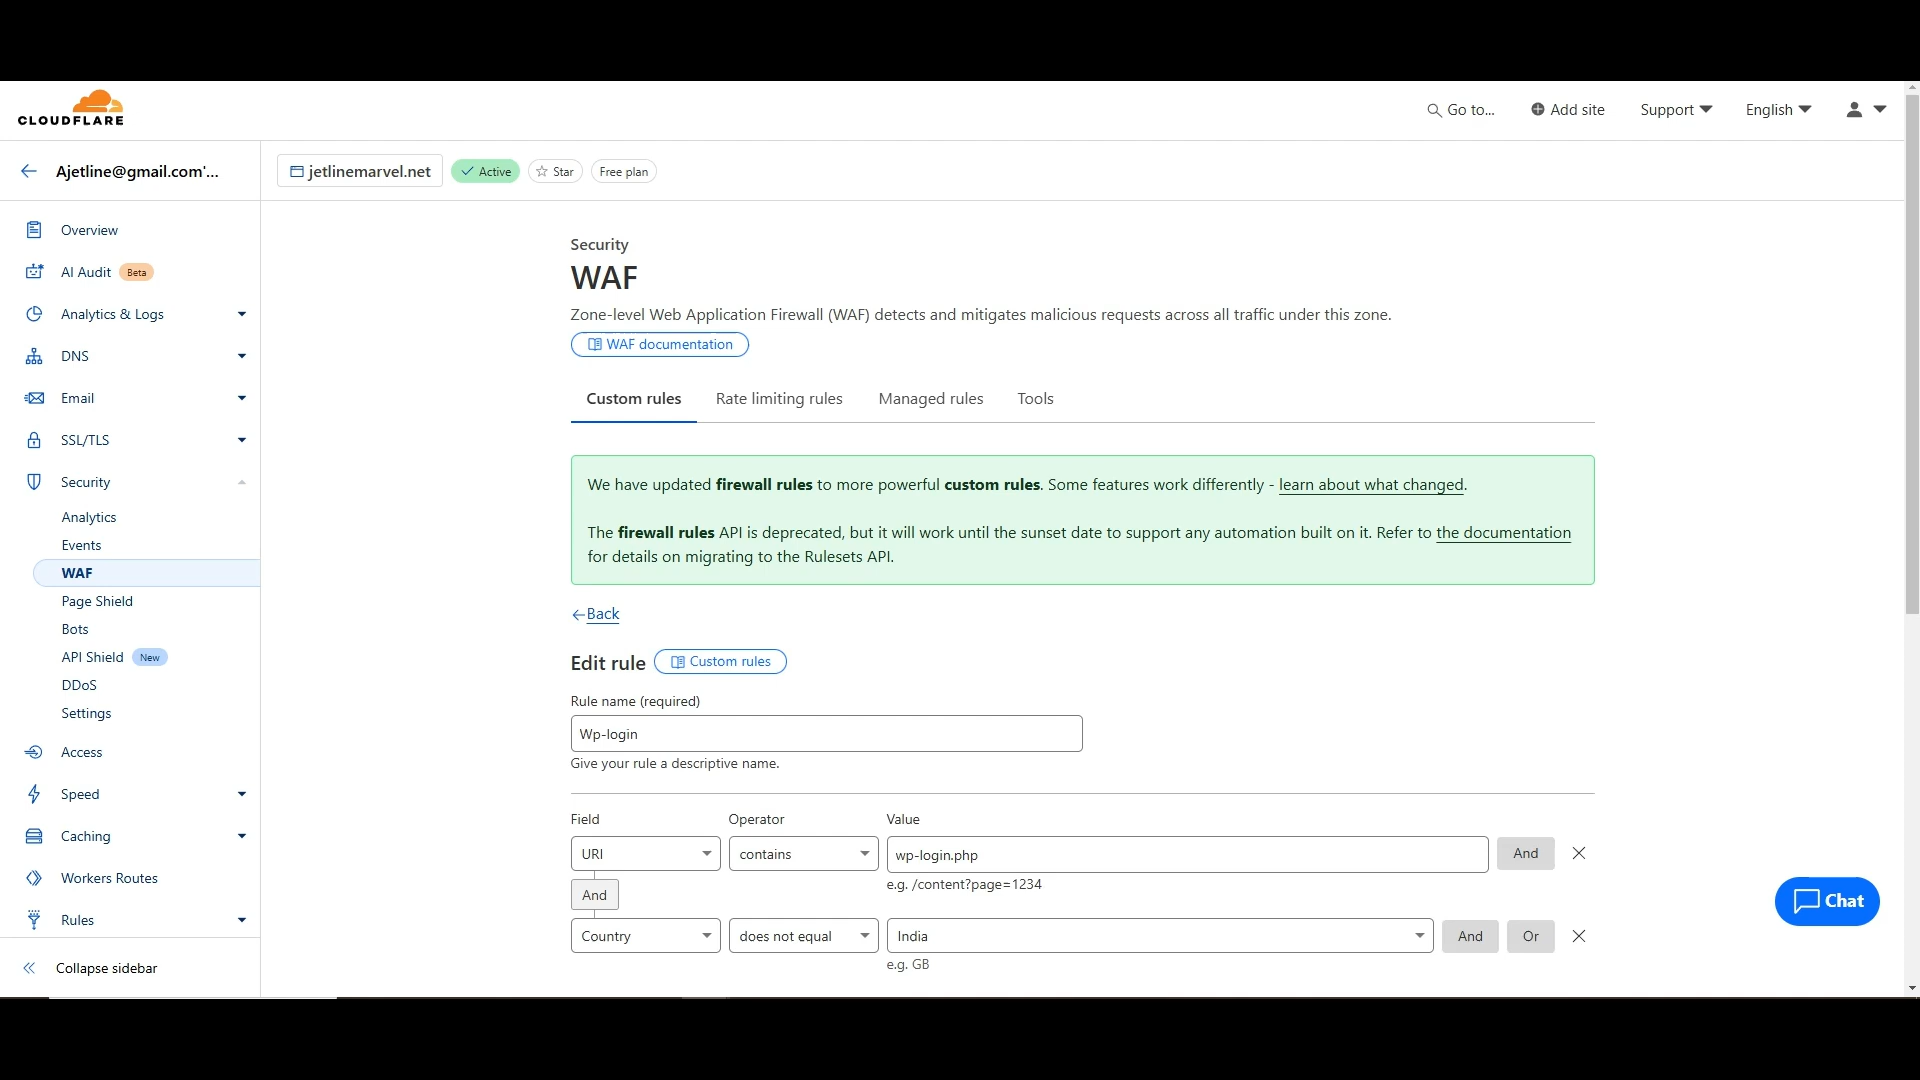 CLOUDFLARE
Go to...
Add site
Support
English
Ajetline@gmail.com'...
jetlinemarvel.net
Active
Star
Free plan
Overview
AI Audit Beta
Analytics & Logs
DNS
Email
SSL/TLS
Security
Analytics
Events
WAF
Page Shield
Bots
API Shield New
DDoS
Settings
Access
Speed
Caching
Workers Routes
Rules
Collapse sidebar
Security
WAF
Zone-level Web Application Firewall (WAF) detects and mitigates malicious requests across all traffic under this zone.
WAF documentation
Custom rules Rate limiting rules Managed rules Tools
We have updated firewall rules to more powerful custom rules. Some features work differently - learn about what changed.
The firewall rules API is deprecated, but it will work until the sunset date to support any automation built on it. Refer to the documentation
for details on migrating to the Rulesets API.
Back
Edit rule Custom rules
Rule name (required)
Wp-login
Give your rule a descriptive name.
Field Operator Value
URI contains wp-login.php And
e.g. /content?page=1234
And
Country does not equal India And Or
e.g. GB
Chat